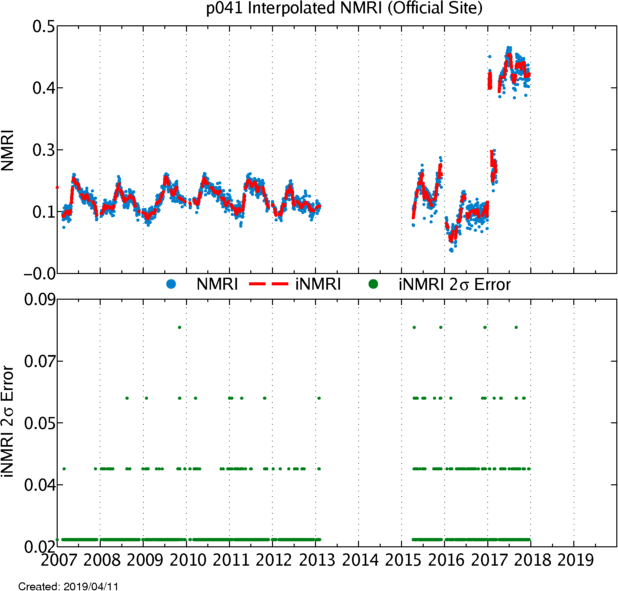 p041 Interpolated NMRI (Official Site)
0.5
0.4
0.3
0.1
−0.0
NMRI
NMRI iNMRI iNMRI 2σ Error
0.09
0.07
0.05
0.04
0.02
iNMRI 2σ Error
2007 2008 2009 2010 2011 2012 2013 2014 2015 2016 2017 2018 2019
Created: 2019/04/11